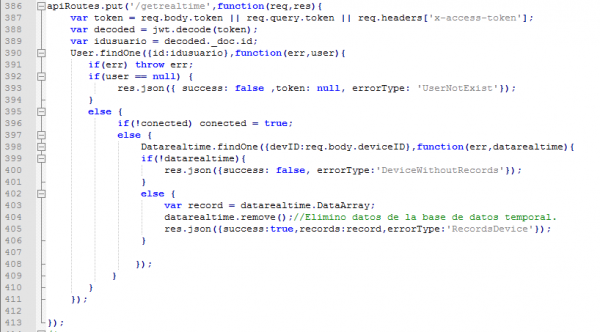 386 apiRoutes.put('/getrealtime',function(req,res){
387 var token = req.body.token || req.query.token || req.headers['x-access-token'];
388 var decoded = jwt.decode(token);
389 var idusuario = decoded._doc.id;
390 User.findOne({id:idusuario},function(err,user){
391 if(err) throw err;
392 if(user == null) {
393 res.json({ success: false ,token: null, errorType: 'UserNotExist'});
394 }
395 else {
396 if(!conected) conected = true;
397 else {
398 Datarealtime.findOne({devID:req.body.deviceID},function(err,datarealtime){
399 if(!datarealtime){
400 res.json({success: false, errorType:'DeviceWithoutRecords'});
401 }
402 else {
403 var record = datarealtime.DataArray;
404 datarealtime.remove();//Elimino datos de la base de datos temporal.
405 res.json({success:true,records:record,errorType:'RecordsDevice'});
406 }
407
408 });
409 }
410 }
411 });
412
413 });